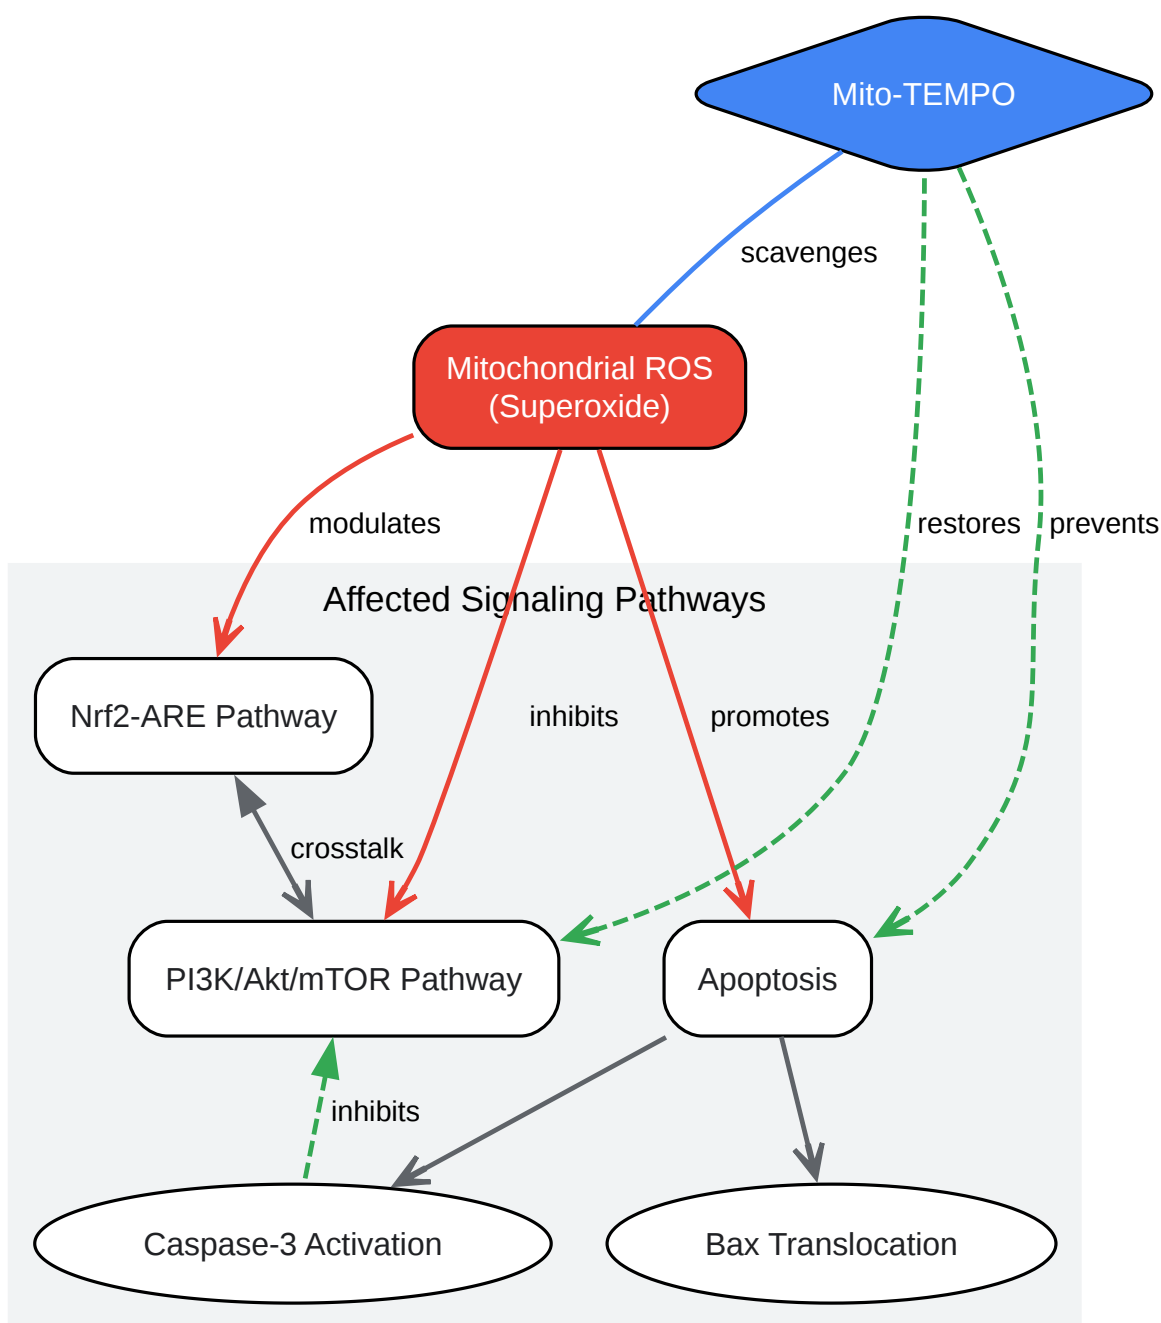 Mito-TEMPO
scavenges
Mitochondrial ROS
(Superoxide)
modulates
restores
prevents
Affected Signaling Pathways
Nrf2-ARE Pathway
inhibits
promotes
crosstalk
PI3K/Akt/mTOR Pathway
Apoptosis
inhibits
Caspase-3 Activation
Bax Translocation